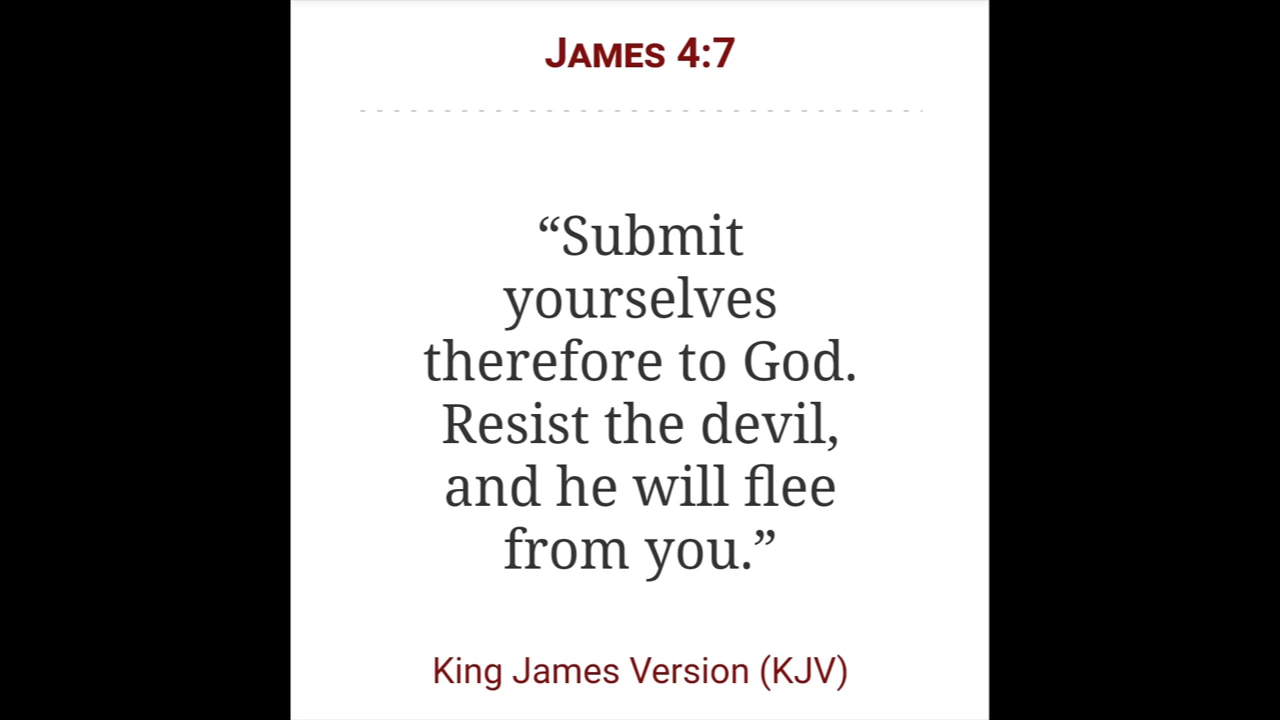 JAMES 4:7
“Submit
yourselves
therefore to God.
Resist the devil,
and he will flee
from you.”
King James Version (KJV)